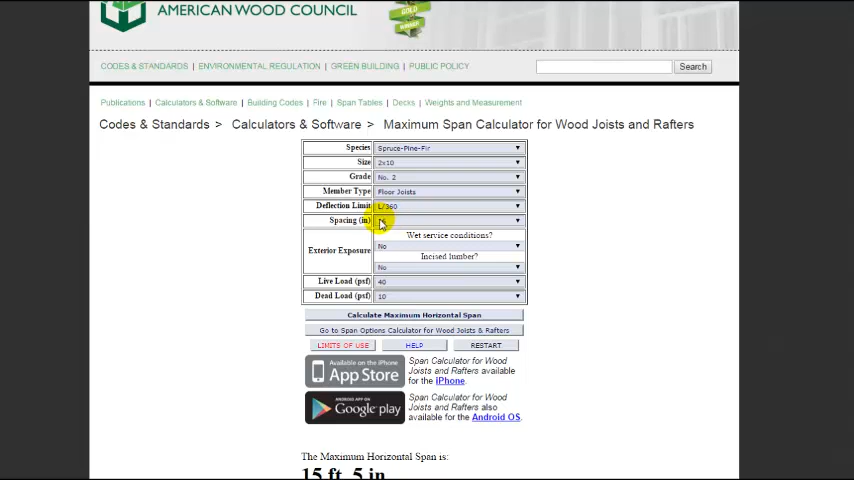 AMERICAN WOOD COUNCIL
GOLD
WINNER
CODES & STANDARDS | ENVIRONMENTAL REGULATION | GREEN BUILDING | PUBLIC POLICY
Search
Publications | Calculators & Software | Building Codes | Fire | Span Tables | Decks | Weights and Measurement
Codes & Standards > Calculators & Software > Maximum Span Calculator for Wood Joists and Rafters
Species Spruce-Pine-Fir
Size 2x10
Grade No. 2
Member Type Floor Joists
Deflection Limit L/360
Spacing (in)
Exterior Exposure
Wet service conditions?
No
Incised lumber?
No
Live Load (psf) 40
Dead Load (psf) 10
Calculate Maximum Horizontal Span
Go to Span Options Calculator for Wood Joists & Rafters
LIMITS OF USE HELP RESTART
Available on the iPhone
App Store
Span Calculator for Wood
Joists and Rafters available
for the iPhone.
ANDROID APP ON
Google play
Span Calculator for Wood
Joists and Rafters also
available for the Android OS.
The Maximum Horizontal Span is:
15 ft. 5 in.